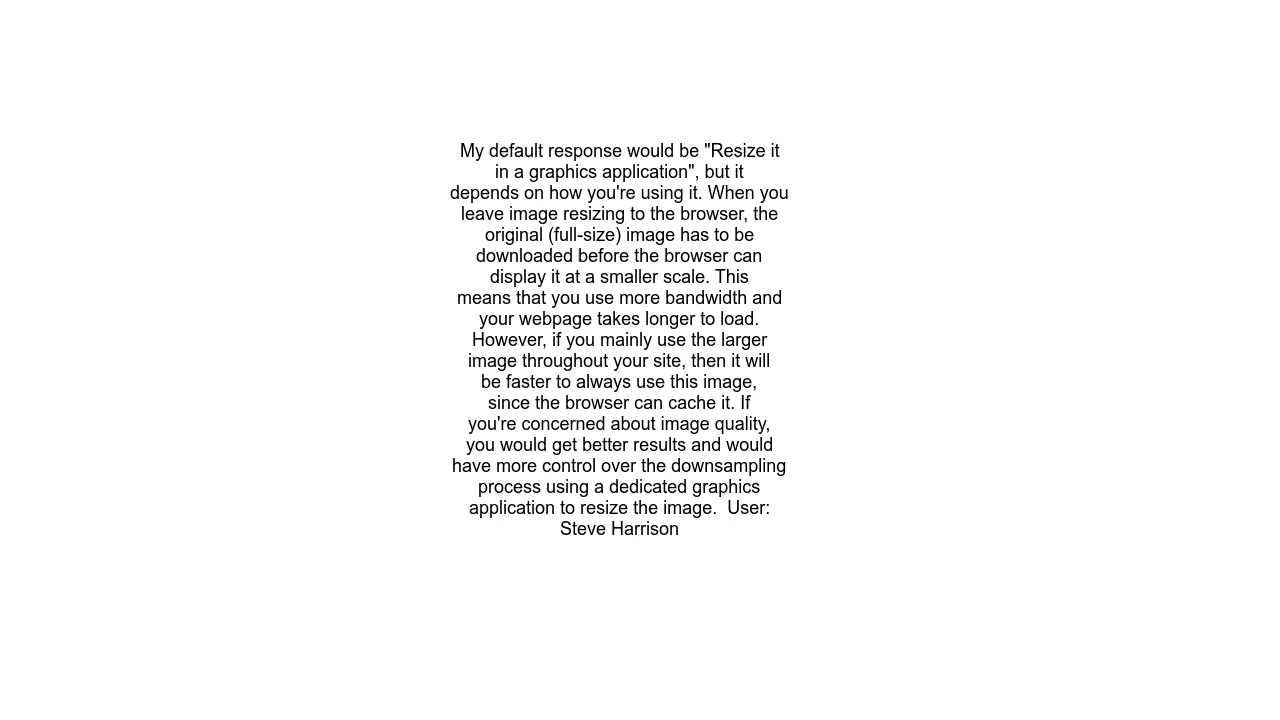 My default response would be "Resize it
in a graphics application", but it
depends on how you're using it. When you
leave image resizing to the browser, the
original (full-size) image has to be
downloaded before the browser can
display it at a smaller scale. This
means that you use more bandwidth and
your webpage takes longer to load.
However, if you mainly use the larger
image throughout your site, then it will
be faster to always use this image,
since the browser can cache it. If
you're concerned about image quality,
you would get better results and would
have more control over the downsampling
process using a dedicated graphics
application to resize the image.  User:
Steve Harrison